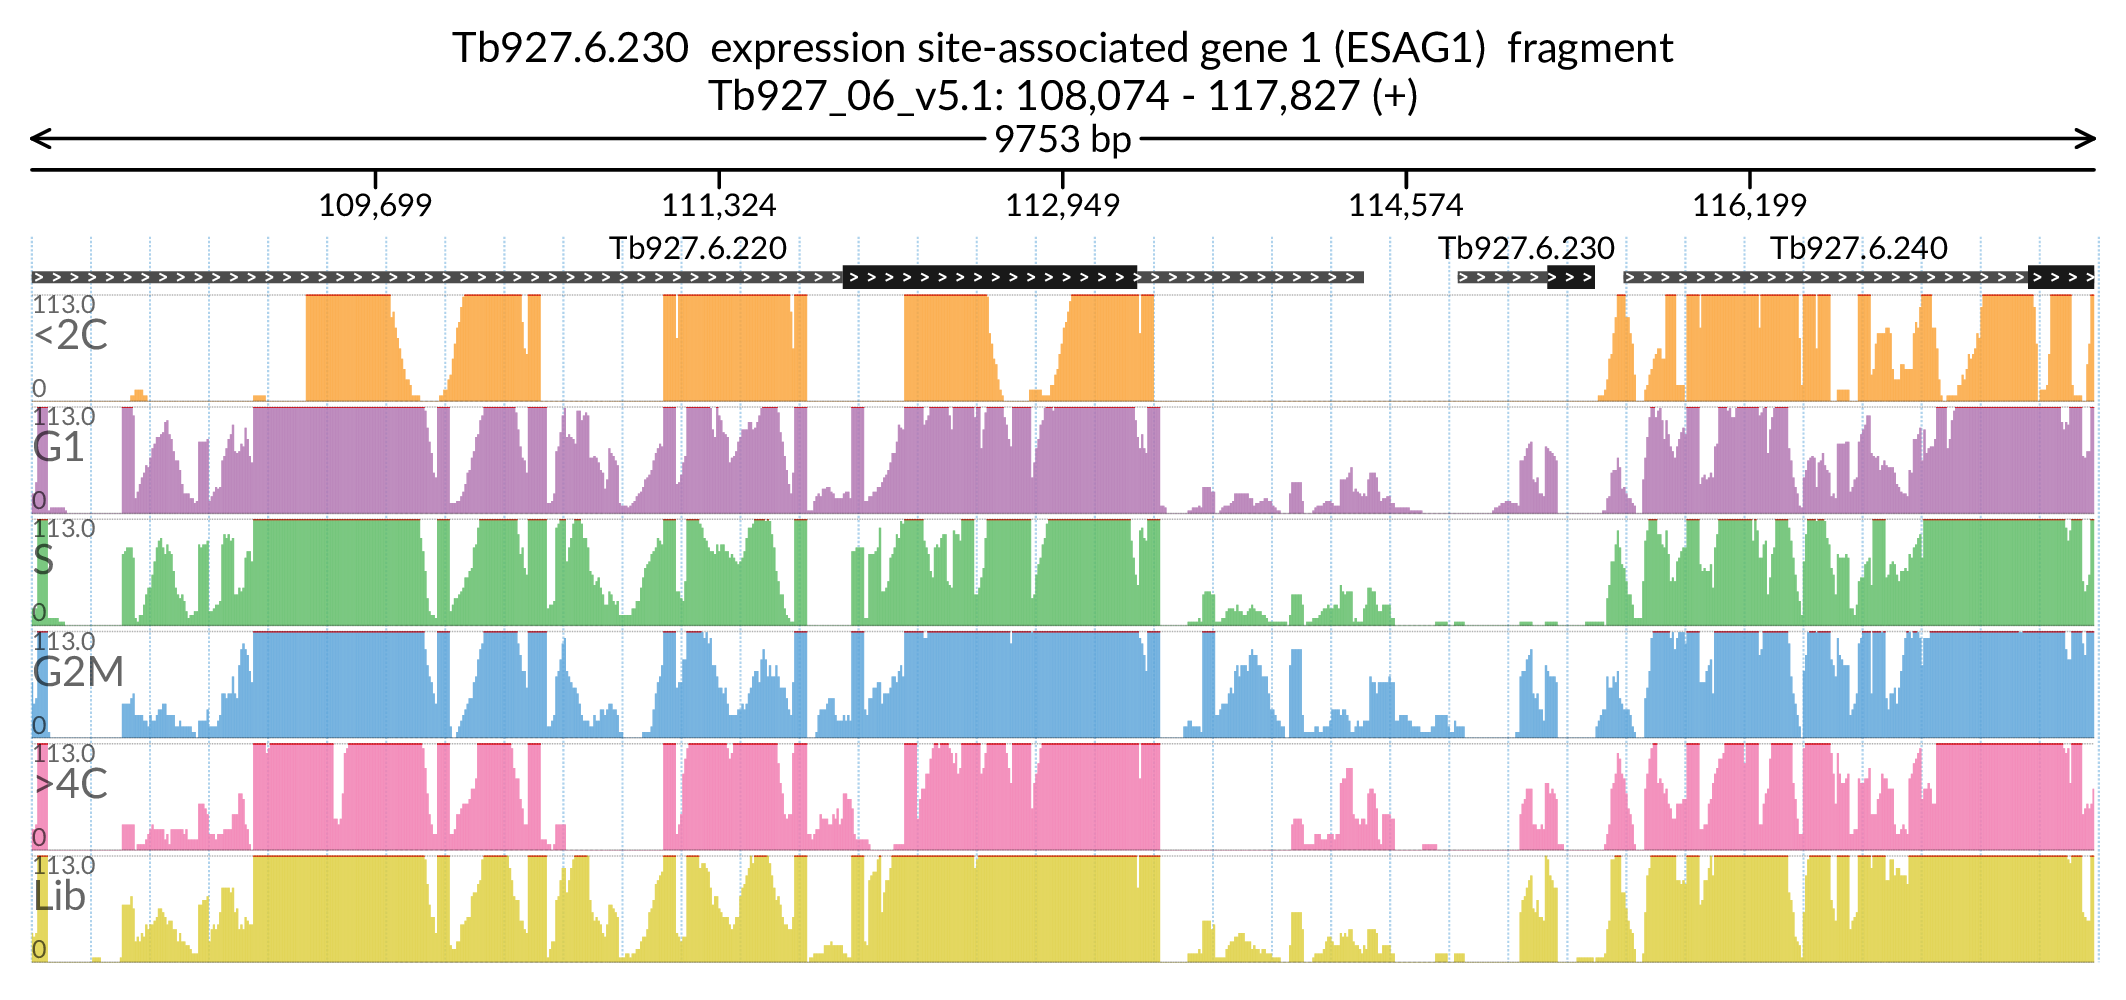 Tb927.6.230  expression site-associated gene 1 (ESAG1)  fragment
Tb927_06_v5.1: 108,074 - 117,827 (+)
9753 bp
109,699 111,324 112,949 114,574 116,199
Tb927.6.220 Tb927.6.230 Tb927.6.240
113.0
<2C
0
113.0
G1
0
113.0
S
0
113.0
G2M
0
113.0
>4C
0
113.0
Lib
0